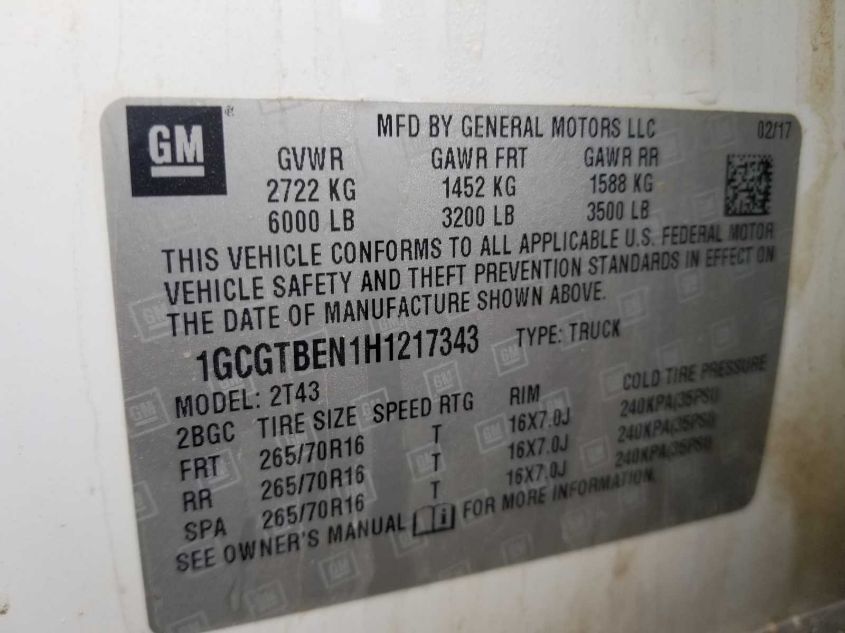 GM® MFD BY GENERAL MOTORS LLC 02/17
GVWR GAWR FRT GAWR RR
2722 KG 1452 KG 1588 KG
6000 LB 3200 LB 3500 LB
THIS VEHICLE CONFORMS TO ALL APPLICABLE U.S. FEDERAL MOTOR
VEHICLE SAFETY AND THEFT PREVENTION STANDARDS IN EFFECT ON
THE DATE OF MANUFACTURE SHOWN ABOVE.
1GCGTBEN1H1217343 TYPE: TRUCK
MODEL: 2T43
2BGC TIRE SIZE SPEED RTG RIM COLD TIRE PRESSURE
FRT 265/70R16 T 16X7.0J 240KPA(35PSI)
RR 265/70R16 T 16X7.0J 240KPA(35PSI)
SPA 265/70R16 T 16X7.0J 240KPA(35PSI)
SEE OWNER'S MANUAL FOR MORE INFORMATION.